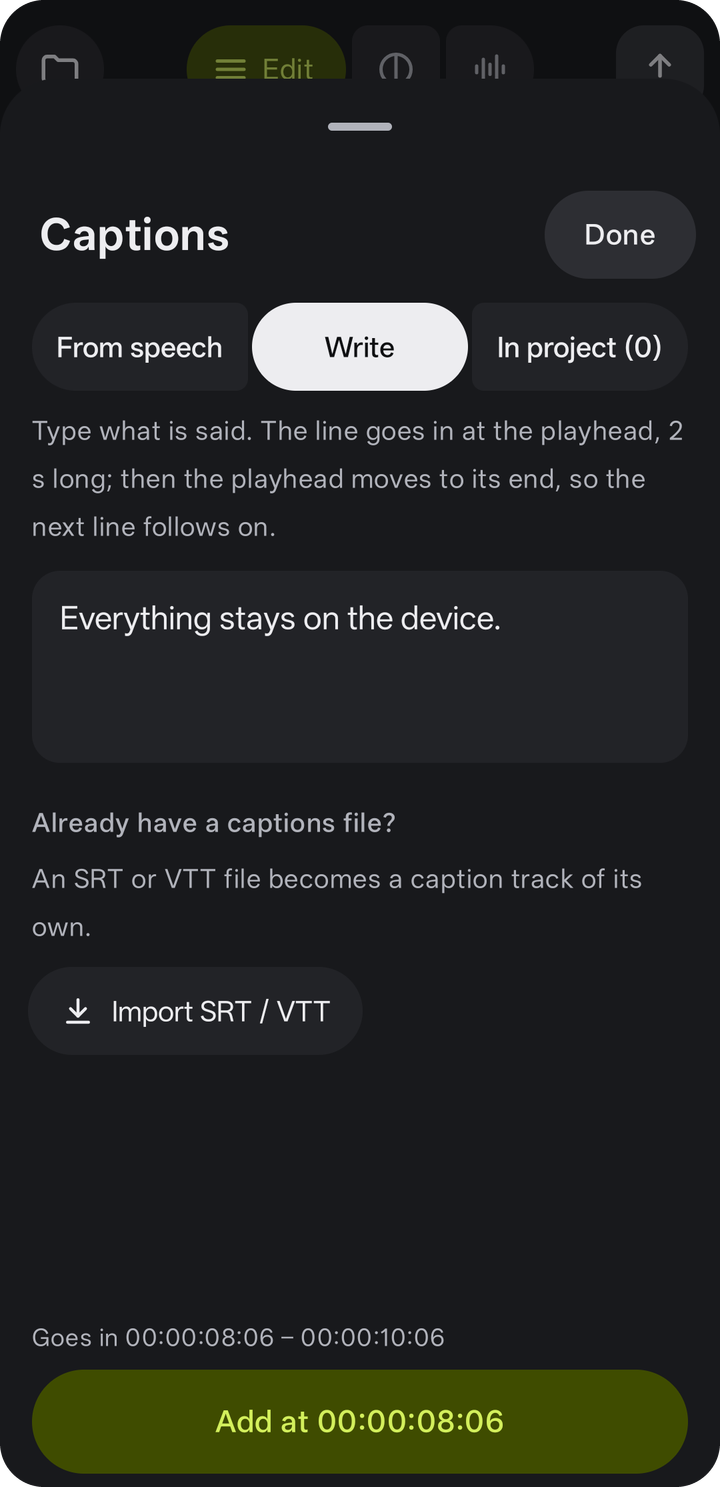 Edit
Captions
Done
From speech
Write
In project (0)
Type what is said. The line goes in at the playhead, 2
s long; then the playhead moves to its end, so the
next line follows on.
Everything stays on the device.
Already have a captions file?
An SRT or VTT file becomes a caption track of its
own.
Import SRT / VTT
Goes in 00:00:08:06 – 00:00:10:06
Add at 00:00:08:06